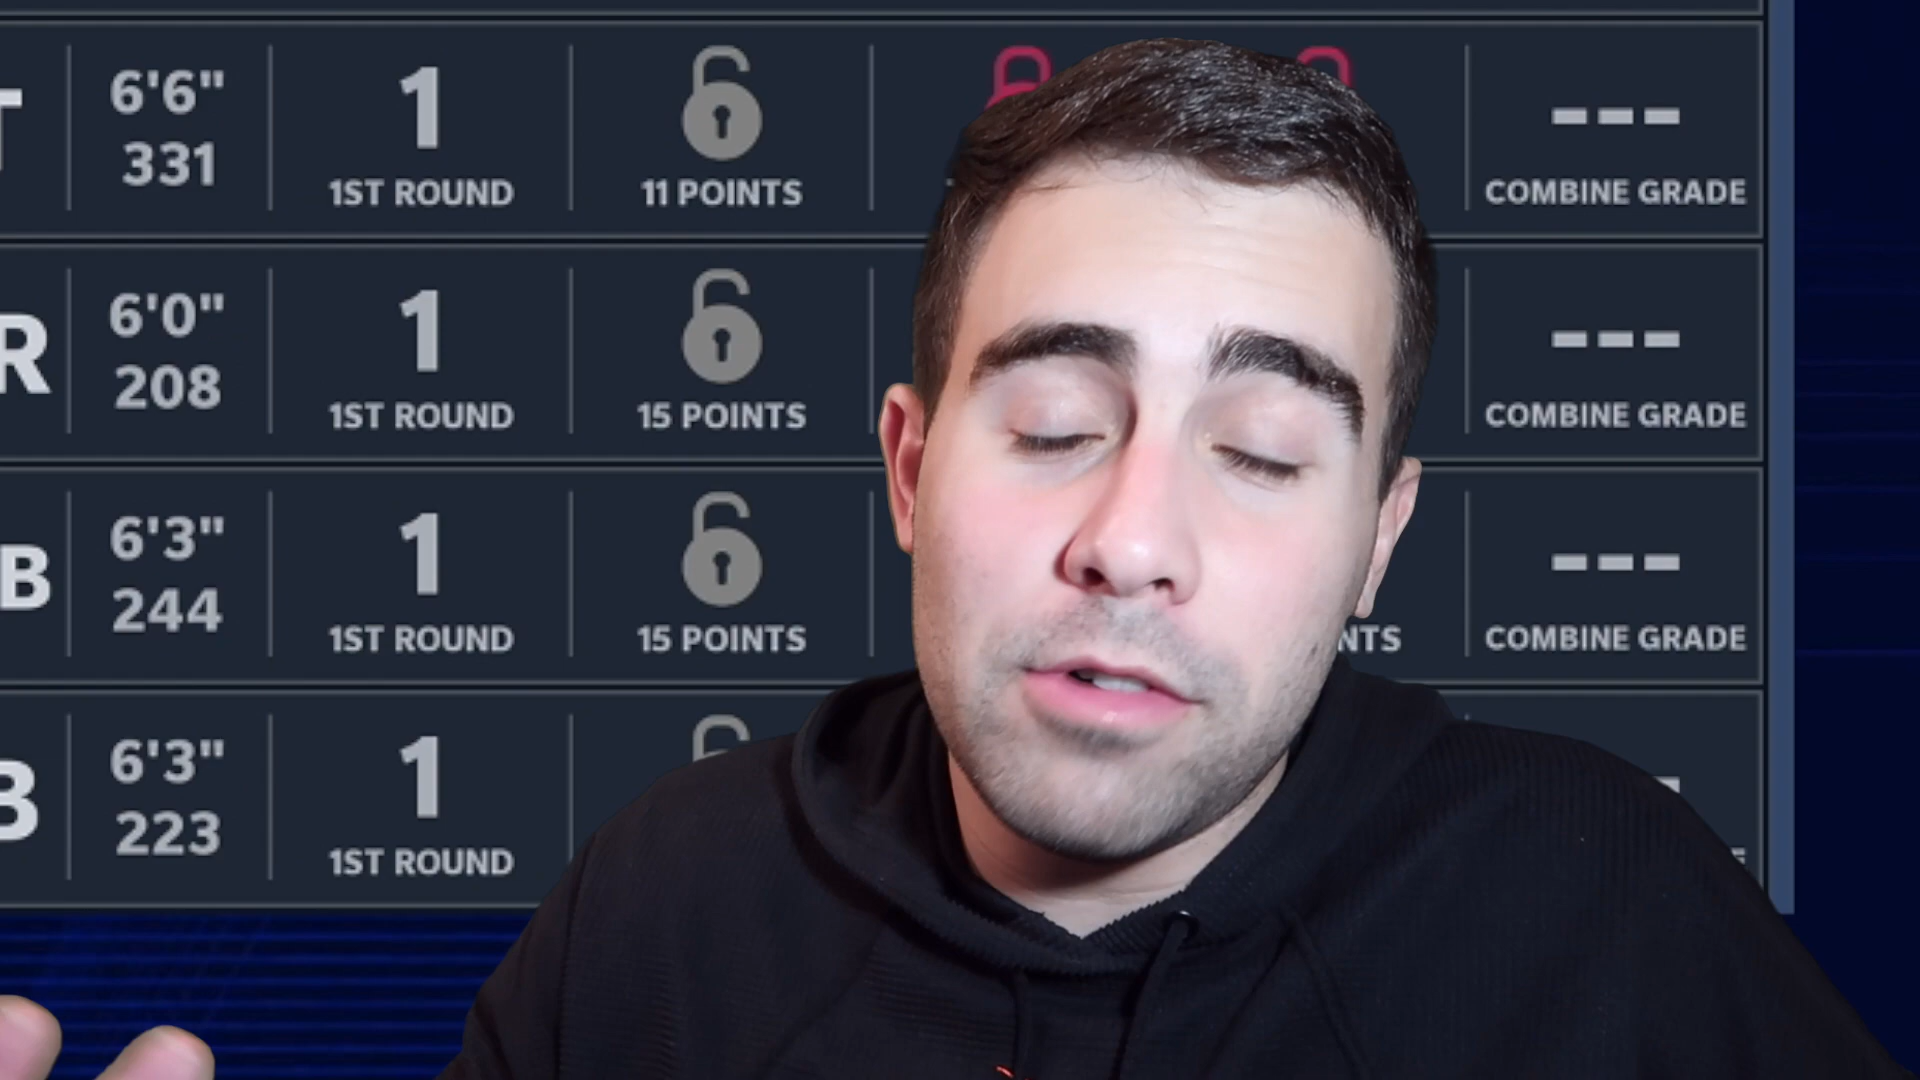 T
6'6"
331
1
1ST ROUND
11 POINTS
---
COMBINE GRADE
R
6'0"
208
1
1ST ROUND
15 POINTS
---
COMBINE GRADE
B
6'3"
244
1
1ST ROUND
15 POINTS
NTS
---
COMBINE GRADE
B
6'3"
223
1
1ST ROUND